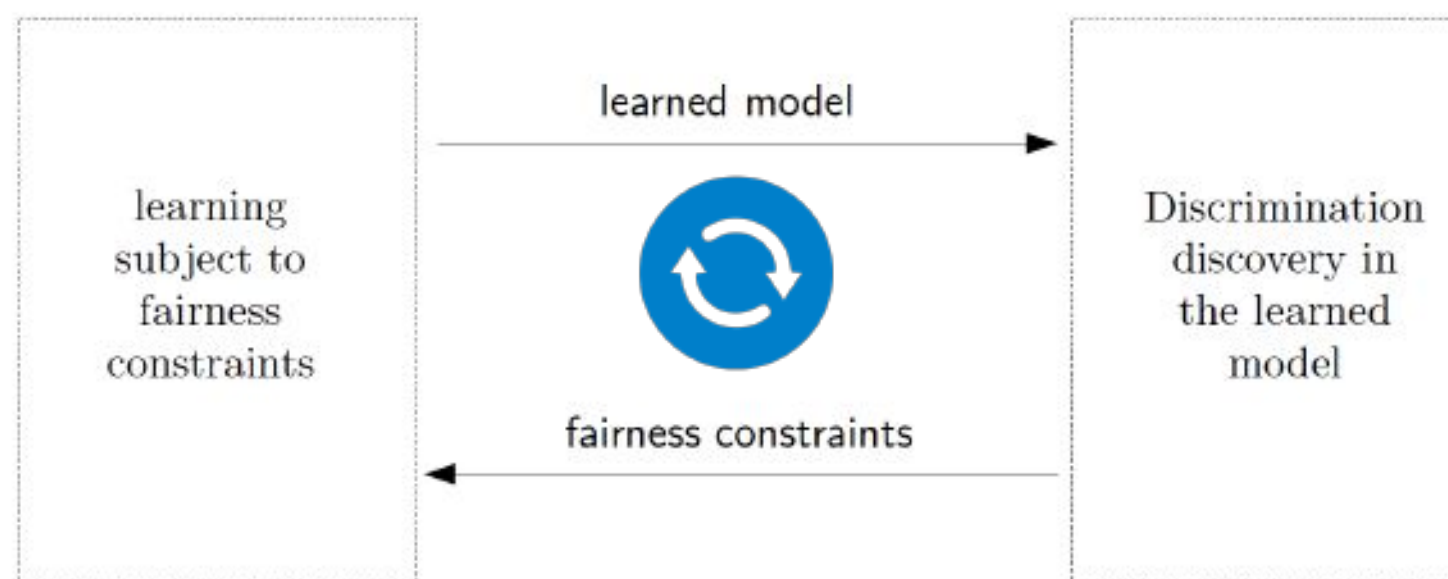 learned model
learning
subject to
fairness
constraints
Discrimination
discovery in
the learned
model
fairness constraints